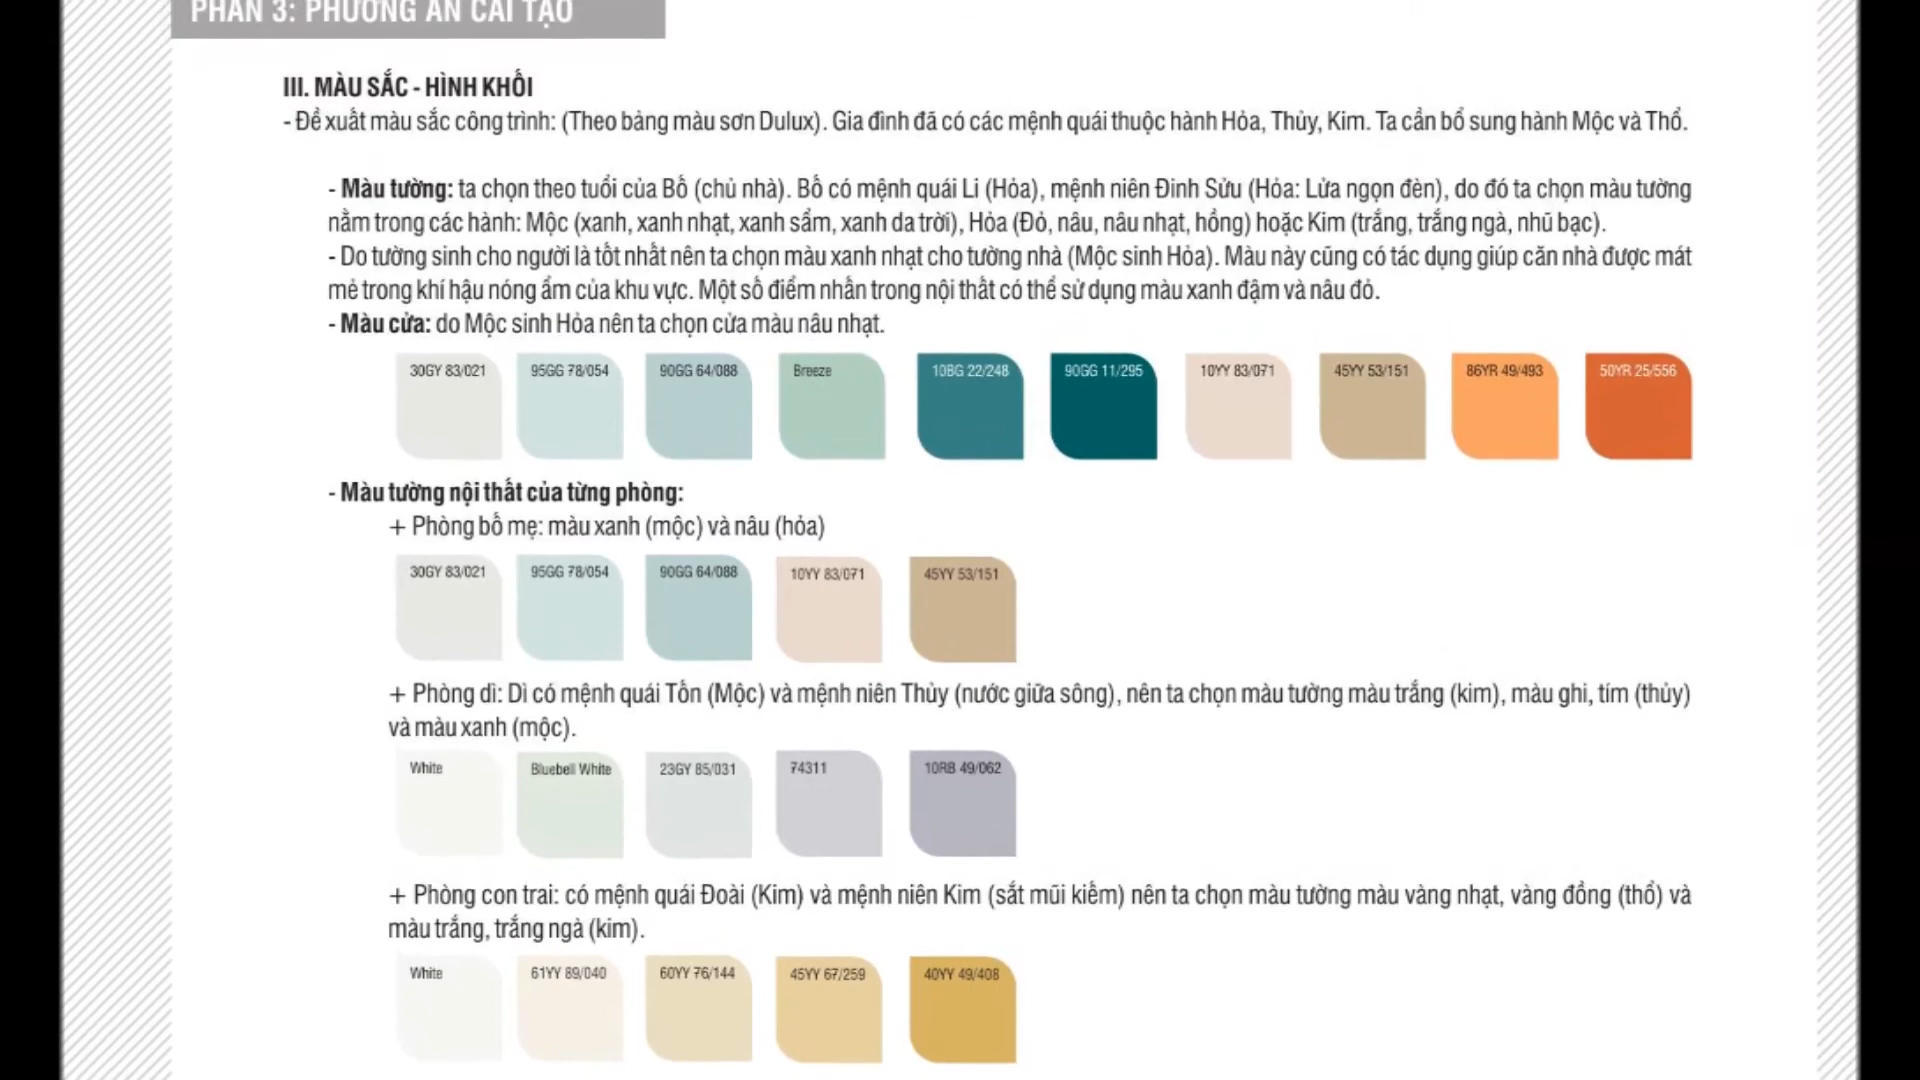 PHẦN 3: PHƯƠNG ÁN CẢI TẠO
III. MÀU SẮC - HÌNH KHỐI
- Đề xuất màu sắc công trình: (Theo bảng màu sơn Dulux). Gia đình đã có các mệnh quái thuộc hành Hỏa, Thủy, Kim. Ta cần bổ sung hành Mộc và Thổ.
- Màu tường: ta chọn theo tuổi của Bố (chủ nhà). Bố có mệnh quái Li (Hỏa), mệnh niên Đinh Sửu (Hỏa: Lửa ngọn đèn), do đó ta chọn màu tường
nằm trong các hành: Mộc (xanh, xanh nhạt, xanh sẩm, xanh da trời), Hỏa (Đỏ, nâu, nâu nhạt, hồng) hoặc Kim (trắng, trắng ngà, nhũ bạc).
- Do tường sinh cho người là tốt nhất nên ta chọn màu xanh nhạt cho tường nhà (Mộc sinh Hỏa). Màu này cũng có tác dụng giúp căn nhà được mát
mẻ trong khí hậu nóng ẩm của khu vực. Một số điểm nhấn trong nội thất có thể sử dụng màu xanh đậm và nâu đỏ.
- Màu cửa: do Mộc sinh Hỏa nên ta chọn cửa màu nâu nhạt.
30GY 83/021 95GG 78/054 90GG 64/088 Breeze 10BG 22/248 90GG 11/295 10YY 83/071 45YY 53/151 86YR 49/493 50YR 25/556
- Màu tường nội thất của từng phòng:
+ Phòng bố mẹ: màu xanh (mộc) và nâu (hỏa)
30GY 83/021 95GG 78/054 90GG 64/088 10YY 83/071 45YY 53/151
+ Phòng dì: Dì có mệnh quái Tốn (Mộc) và mệnh niên Thủy (nước giữa sông), nên ta chọn màu tường màu trắng (kim), màu ghi, tím (thủy)
và màu xanh (mộc).
White Bluebell White 23GY 85/031 74311 10RB 49/062
+ Phòng con trai: có mệnh quái Đoài (Kim) và mệnh niên Kim (sắt mũi kiếm) nên ta chọn màu tường màu vàng nhạt, vàng đồng (thổ) và
màu trắng, trắng ngà (kim).
White 61YY 89/040 60YY 76/144 45YY 67/259 40YY 49/408